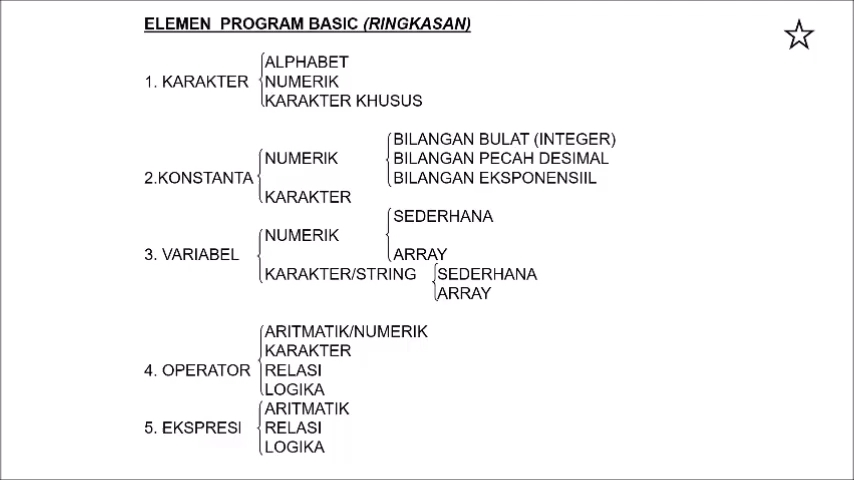 ELEMEN PROGRAM BASIC (RINGKASAN)
ALPHABET
1. KARAKTER NUMERIK
KARAKTER KHUSUS
BILANGAN BULAT (INTEGER)
NUMERIK BILANGAN PECAH DESIMAL
2.KONSTANTA BILANGAN EKSPONENSIIL
KARAKTER
SEDERHANA
NUMERIK
3. VARIABEL ARRAY
KARAKTER/STRING SEDERHANA
ARRAY
ARITMATIK/NUMERIK
KARAKTER
4. OPERATOR RELASI
LOGIKA
ARITMATIK
5. EKSPRESI RELASI
LOGIKA